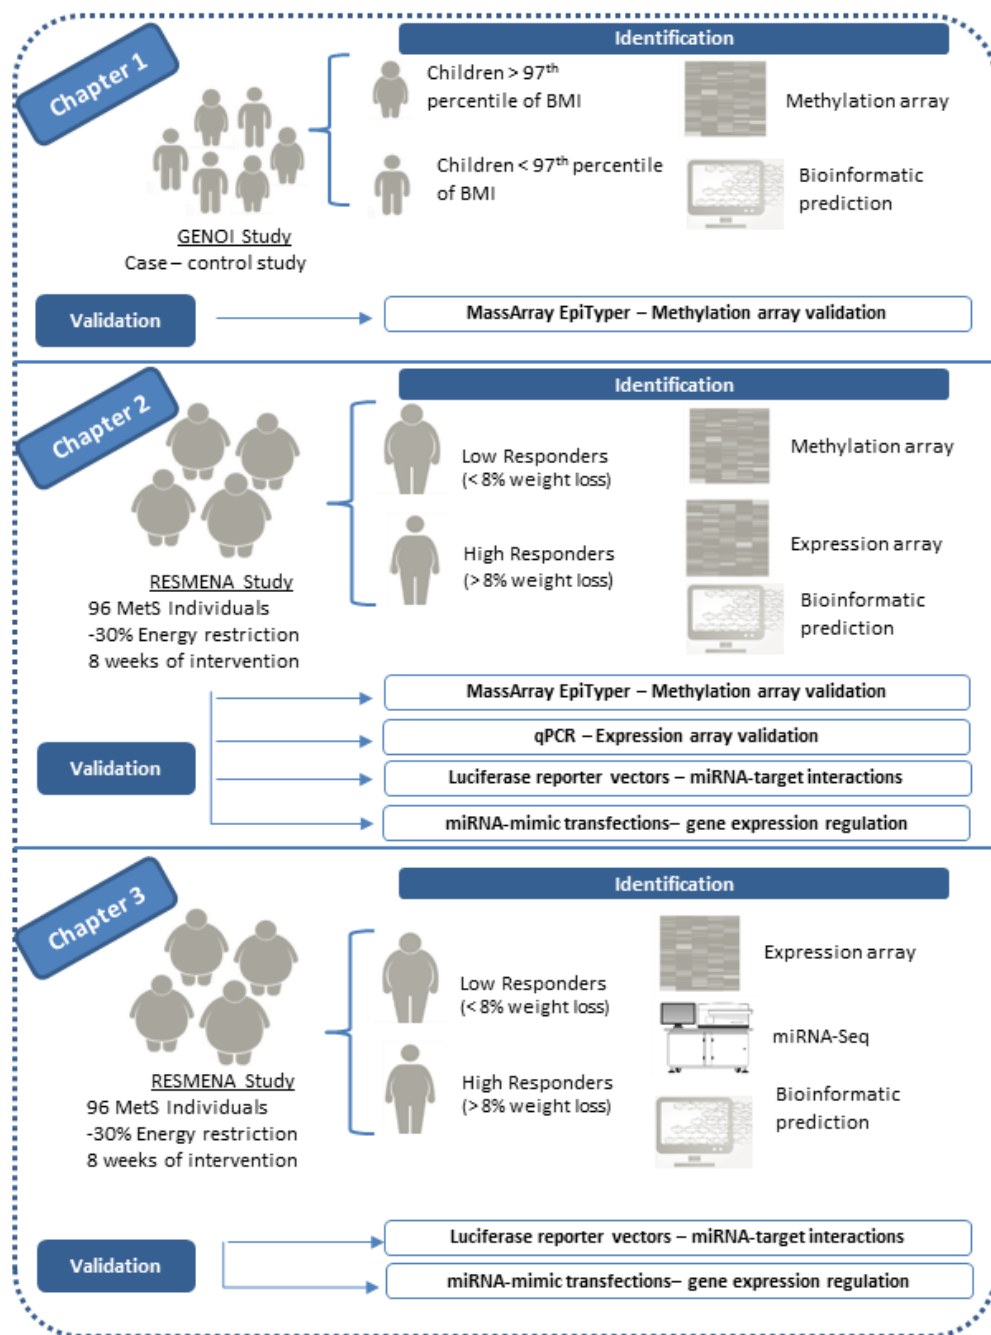 Chapter 1
Identification
Children > 97th
percentile of BMI
Methylation array
Children < 97th percentile
of BMI
Bioinformatic
prediction
GENOI Study
Case – control study
Validation
MassArray EpiTyper – Methylation array validation
Chapter 2
Identification
Low Responders
(< 8% weight loss)
Methylation array
High Responders
(> 8% weight loss)
Expression array
Bioinformatic
prediction
RESMENA Study
96 MetS Individuals
-30% Energy restriction
8 weeks of intervention
Validation
MassArray EpiTyper – Methylation array validation
qPCR – Expression array validation
Luciferase reporter vectors – miRNA-target interactions
miRNA-mimic transfections– gene expression regulation
Chapter 3
Identification
Low Responders
(< 8% weight loss)
Expression array
miRNA-Seq
High Responders
(> 8% weight loss)
Bioinformatic
prediction
RESMENA Study
96 MetS Individuals
-30% Energy restriction
8 weeks of intervention
Validation
Luciferase reporter vectors – miRNA-target interactions
miRNA-mimic transfections– gene expression regulation